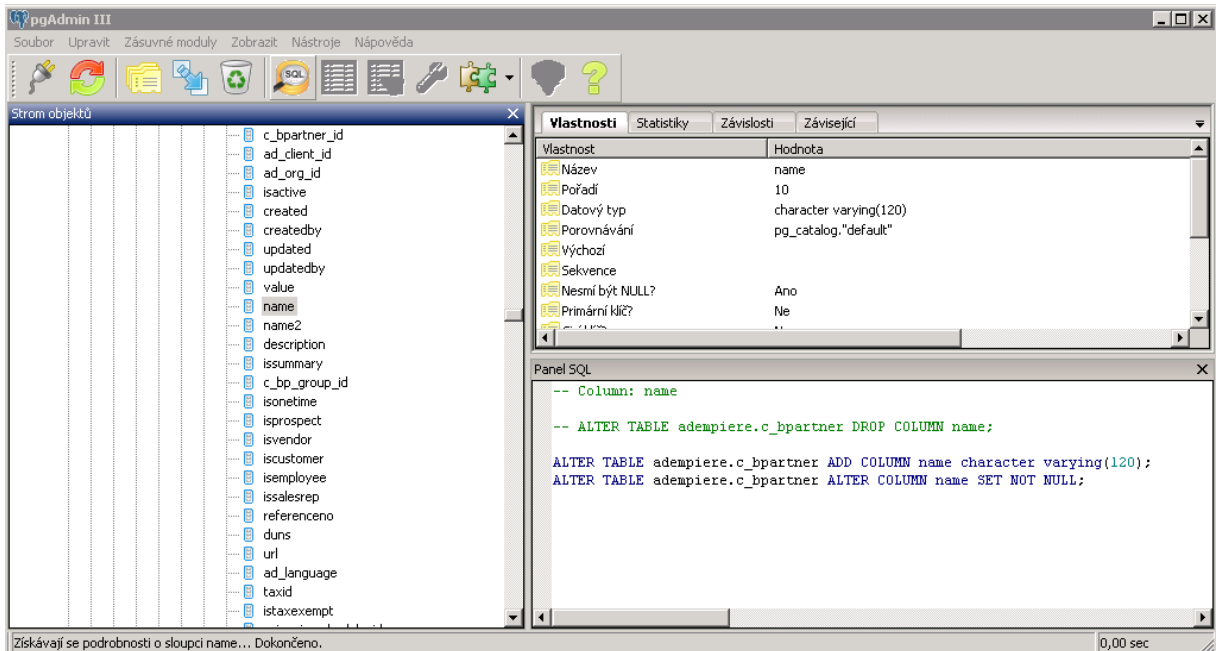 pgAdmin III
Soubor Upravit Zásuvné moduly Zobrazit Nástroje Nápověda
SQL
Strom objektů
c_bpartner_id
ad_client_id
ad_org_id
isactive
created
createdby
updated
updatedby
value
name
name2
description
issummary
c_bp_group_id
isonetime
isprospect
isvendor
iscustomer
isemployee
issalesrep
referenceno
duns
url
ad_language
taxid
istaxexempt
Vlastnosti Statistiky Závislosti Závisející
Vlastnost Hodnota
Název name
Pořadí 10
Datový typ character varying(120)
Porovnávání pg_catalog."default"
Výchozí
Sekvence
Nesmí být NULL? Ano
Primární klíč? Ne
Panel SQL
-- Column: name
-- ALTER TABLE adempiere.c_bpartner DROP COLUMN name;
ALTER TABLE adempiere.c_bpartner ADD COLUMN name character varying(120);
ALTER TABLE adempiere.c_bpartner ALTER COLUMN name SET NOT NULL;
Získávají se podrobnosti o sloupci name... Dokončeno.
0,00 sec